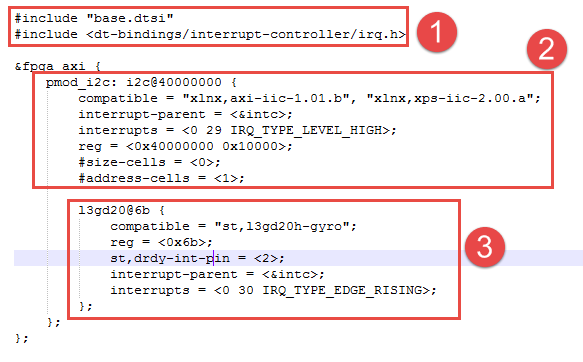 #include "base.dtsi"
#include <dt-bindings/interrupt-controller/irq.h>
1
2
&fpga_axi {
pmod_i2c: i2c@40000000 {
compatible = "xlnx,axi-iic-1.01.b", "xlnx,xps-iic-2.00.a";
interrupt-parent = <&intc>;
interrupts = <0 29 IRQ_TYPE_LEVEL_HIGH>;
reg = <0x40000000 0x10000>;
#size-cells = <0>;
#address-cells = <1>;
l3gd20@6b {
compatible = "st,l3gd20h-gyro";
reg = <0x6b>;
3
st,drdy-int-pin = <2>;
interrupt-parent = <&intc>;
interrupts = <0 30 IRQ_TYPE_EDGE_RISING>;
};
};
};